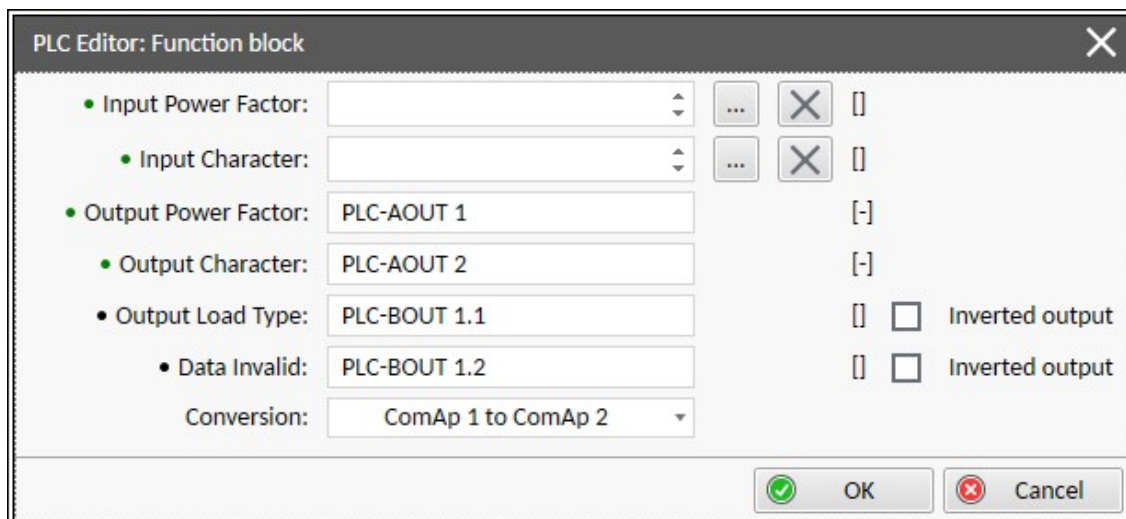 PLC Editor: Function block
• Input Power Factor: ... []
• Input Character: ... []
• Output Power Factor: PLC-AOUT 1 [-]
• Output Character: PLC-AOUT 2 [-]
• Output Load Type: PLC-BOUT 1.1 [] Inverted output
• Data Invalid: PLC-BOUT 1.2 [] Inverted output
Conversion: ComAp 1 to ComAp 2
OK Cancel